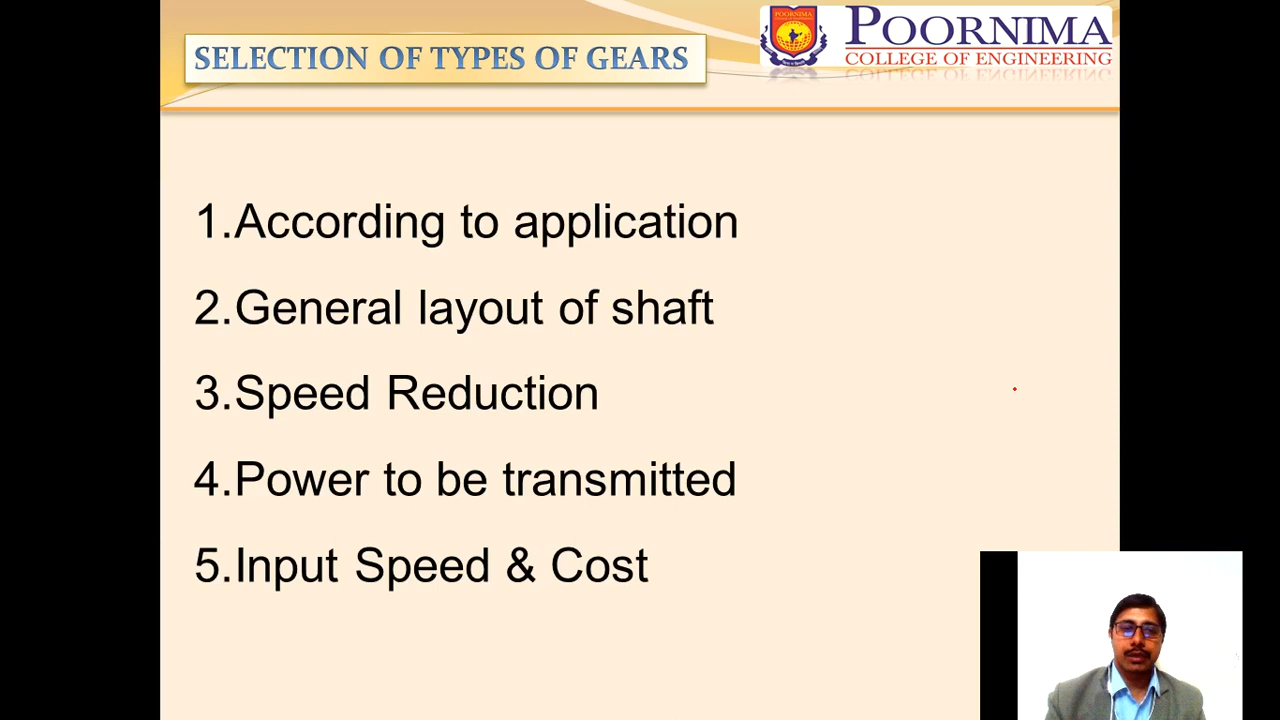 SELECTION OF TYPES OF GEARS
POORNIMA
COLLEGE OF ENGINEERING
1.According to application
2.General layout of shaft
3.Speed Reduction
4.Power to be transmitted
5.Input Speed & Cost